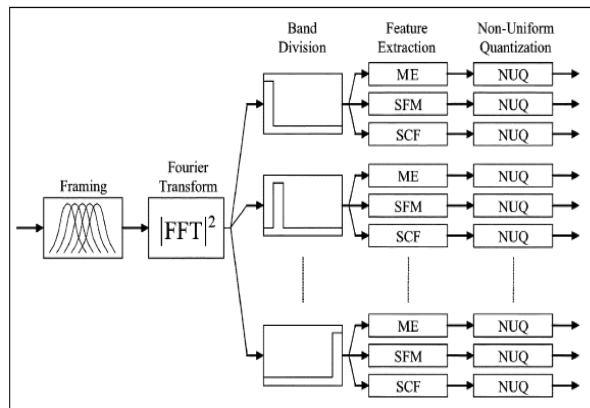 Band Division
Feature Extraction
Non-Uniform Quantization
Framing
Fourier Transform
|FFT|²
ME
NUQ
SFM
NUQ
SCF
NUQ
ME
NUQ
SFM
NUQ
SCF
NUQ
ME
NUQ
SFM
NUQ
SCF
NUQ